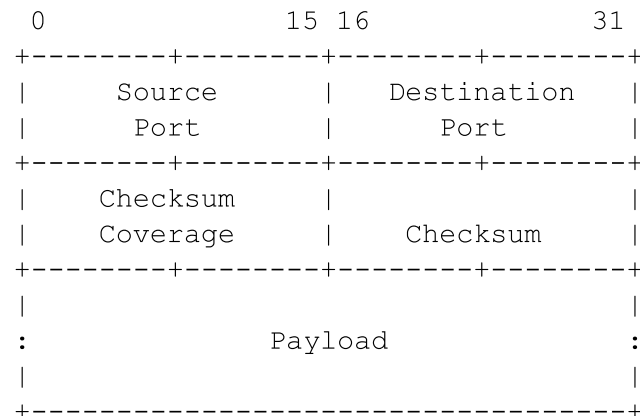 0              15 16             31
+--------+--------+--------+--------+
|     Source      |   Destination   |
|      Port       |      Port       |
+--------+--------+--------+--------+
|    Checksum     |                 |
|    Coverage     |    Checksum     |
+--------+--------+--------+--------+
|                                   |
:              Payload              :
|                                   |
+-----------------------------------+